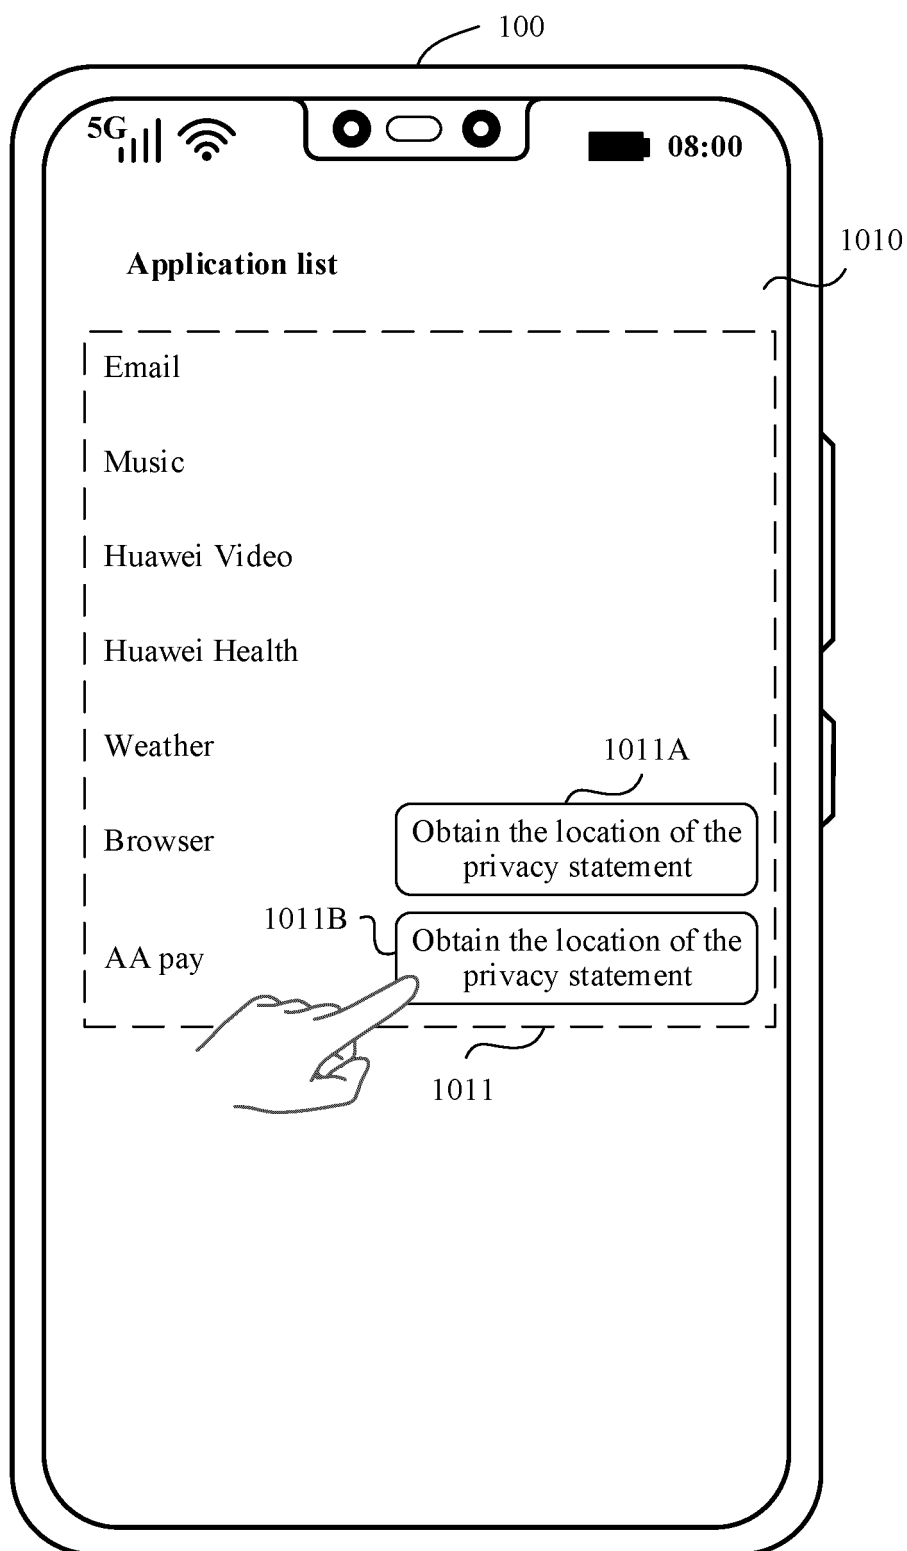 100
5G
08:00
1010
Application list
Email
Music
Huawei Video
Huawei Health
Weather
1011A
Browser
Obtain the location of the
privacy statement
1011B
AA pay
Obtain the location of the
privacy statement
1011